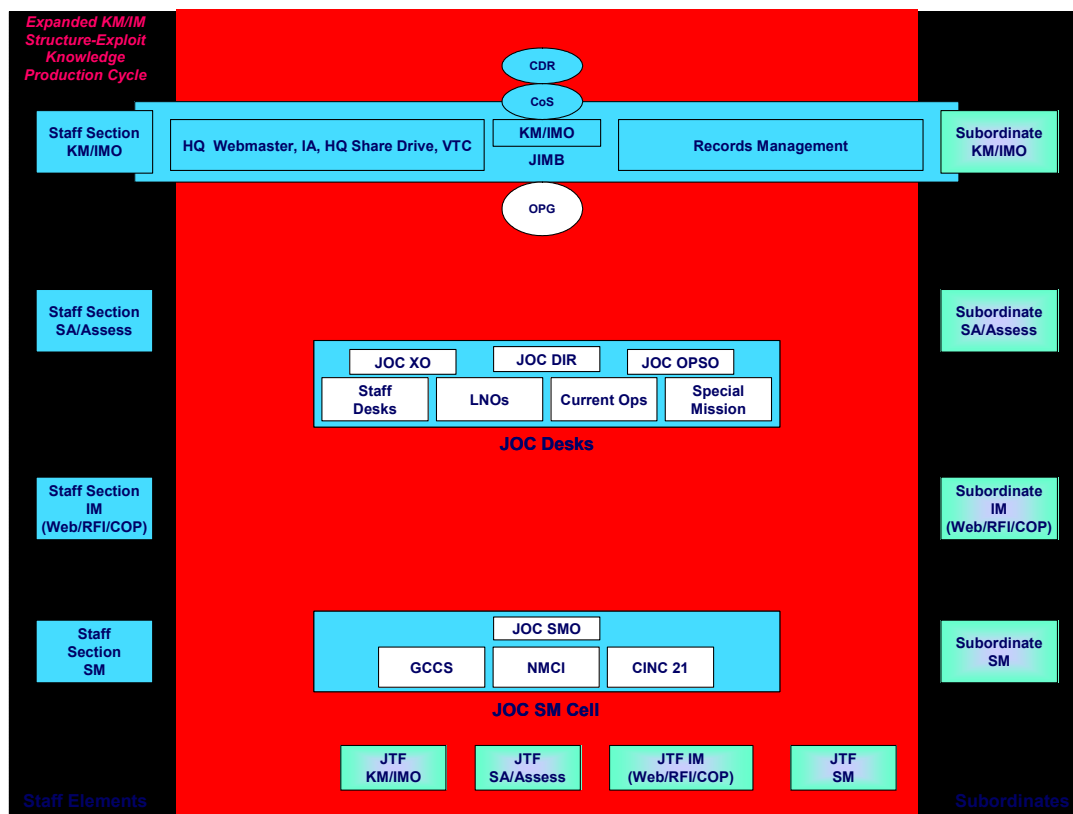 Expanded KM/IM
Structure-Exploit
Knowledge
Production Cycle
CDR
CoS
Staff Section
KM/IMO
HQ  Webmaster, IA, HQ Share Drive, VTC
KM/IMO
JIMB
Records Management
Subordinate
KM/IMO
OPG
Staff Section
SA/Assess
Subordinate
SA/Assess
JOC XO
JOC DIR
JOC OPSO
Staff
Desks
LNOs
Current Ops
Special
Mission
JOC Desks
Staff Section
IM
(Web/RFI/COP)
Subordinate
IM
(Web/RFI/COP)
Staff
Section
SM
JOC SMO
GCCS
NMCI
CINC 21
JOC SM Cell
Subordinate
SM
JTF
KM/IMO
JTF
SA/Assess
JTF IM
(Web/RFI/COP)
JTF
SM
Staff Elements
Subordinates